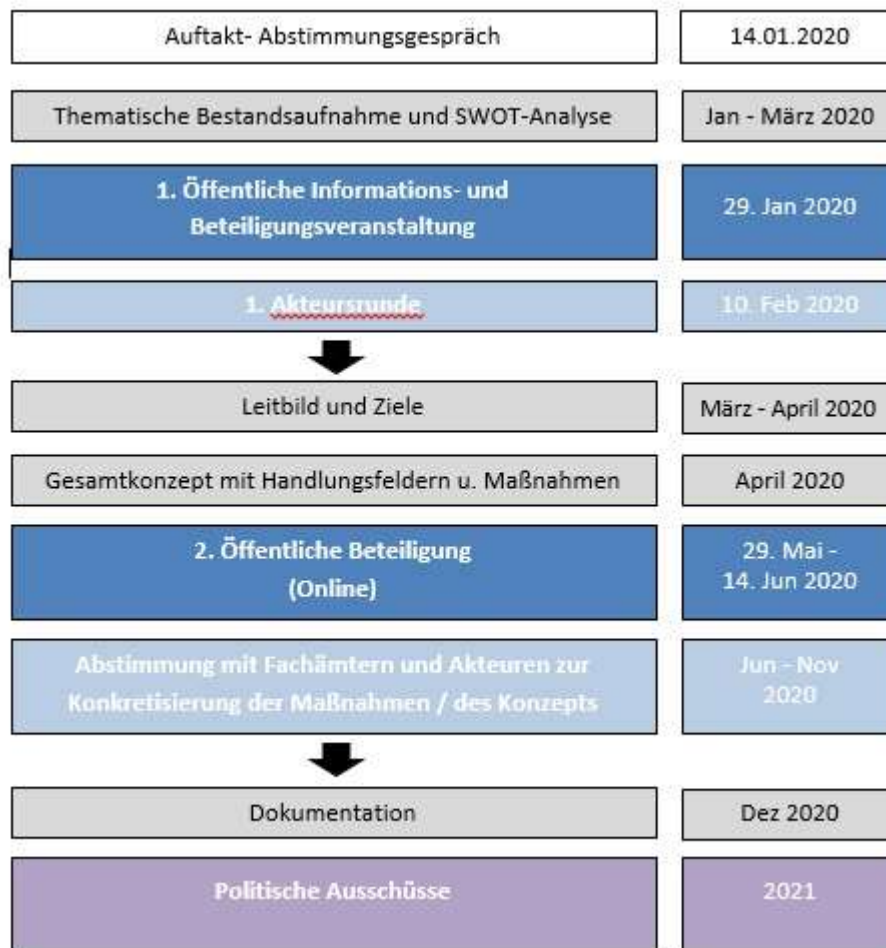 Auftakt- Abstimmungsgespräch
14.01.2020
Thematische Bestandsaufnahme und SWOT-Analyse
Jan - März 2020
1. Öffentliche Informations- und
Beteiligungsveranstaltung
29. Jan 2020
1. Akteursrunde
10. Feb 2020
Leitbild und Ziele
März - April 2020
Gesamtkonzept mit Handlungsfeldern u. Maßnahmen
April 2020
2. Öffentliche Beteiligung
(Online)
29. Mai -
14. Jun 2020
Abstimmung mit Fachämtern und Akteuren zur
Konkretisierung der Maßnahmen / des Konzepts
Jun - Nov
2020
Dokumentation
Dez 2020
Politische Ausschüsse
2021